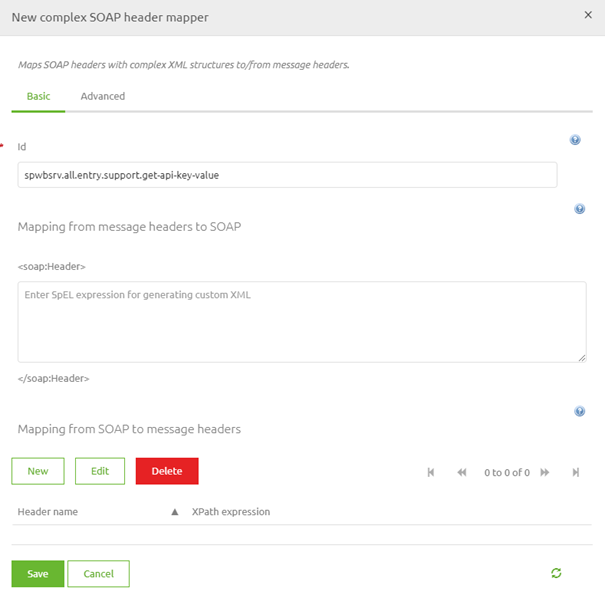 New complex SOAP header mapper
Maps SOAP headers with complex XML structures to/from message headers.
Basic Advanced
Id
spwbsrv.all.entry.support.get-api-key-value
Mapping from message headers to SOAP
<soap:Header>
Enter SpEL expression for generating custom XML
</soap:Header>
Mapping from SOAP to message headers
New Edit Delete 0 to 0 of 0
Header name ▲ XPath expression
Save Cancel